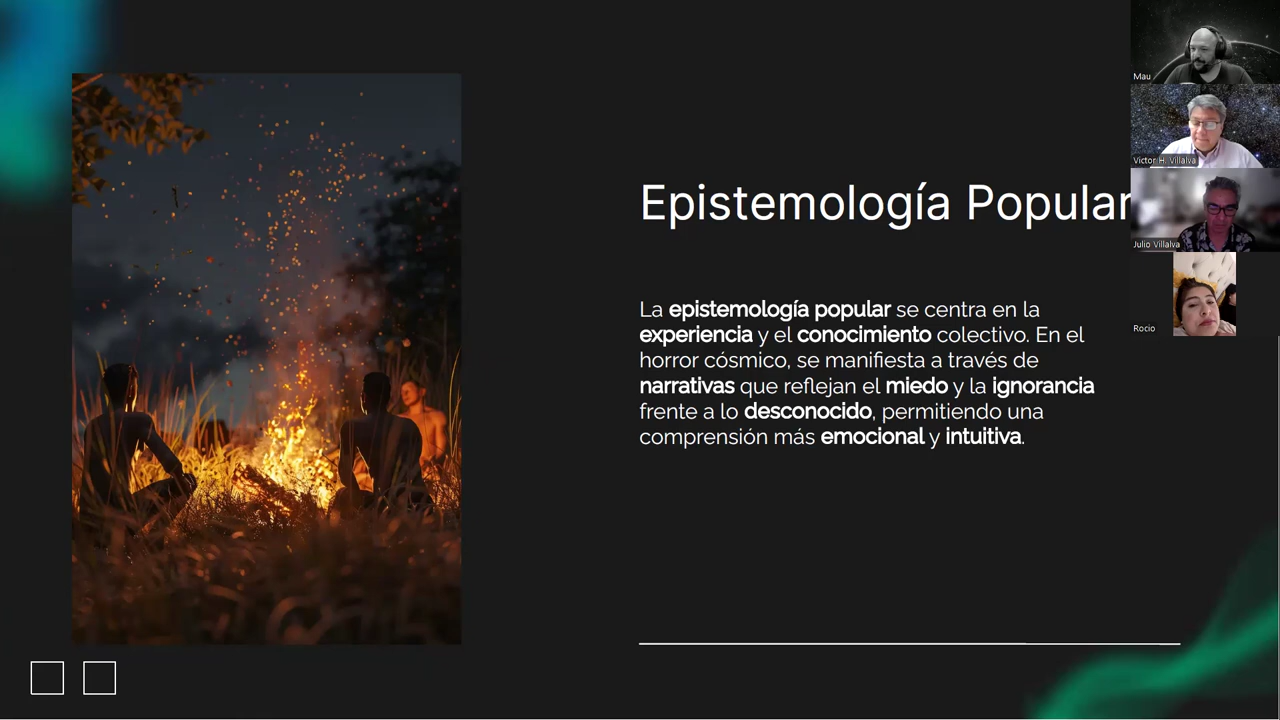 Epistemología Popular
La epistemología popular se centra en la
experiencia y el conocimiento colectivo. En el
horror cósmico, se manifiesta a través de
narrativas que reflejan el miedo y la ignorancia
frente a lo desconocido, permitiendo una
comprensión más emocional y intuitiva.
Mau
Victor H. Villalva
Julio Villalva
Rocio